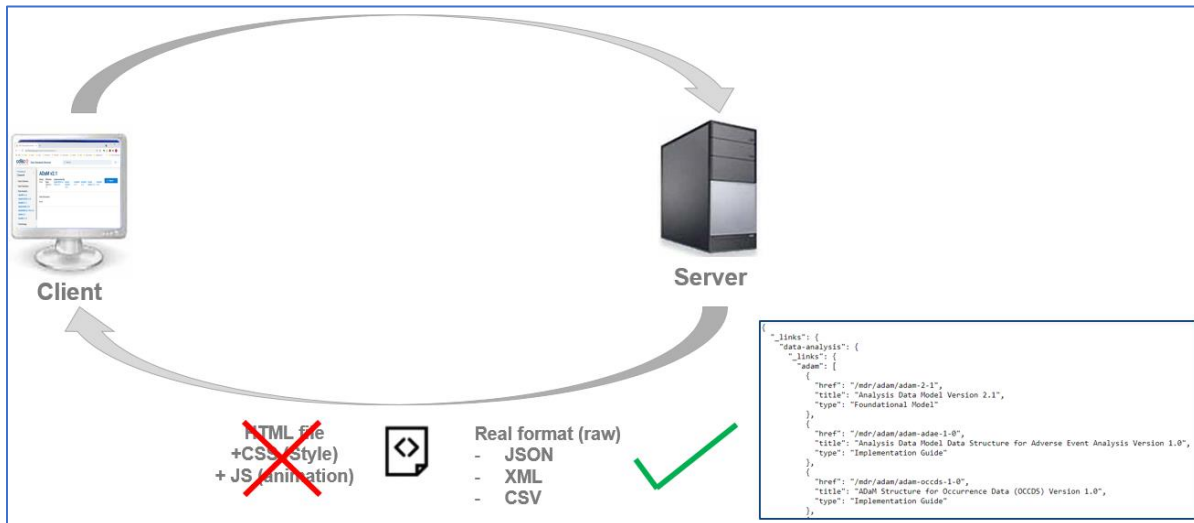 ADaM v2.1
Client
Server
HTML file
+CSS (Style)
+ JS (animation)
<>
Real format (raw)
- JSON
- XML
- CSV
{
"_links": {
"data-analysis": {
"_links": {
"adam": [
{
"href": "/mdr/adam/adam-2-1",
"title": "Analysis Data Model Version 2.1",
"type": "Foundational Model"
},
{
"href": "/mdr/adam/adam-adae-1-0",
"title": "Analysis Data Model Data Structure for Adverse Event Analysis Version 1.0",
"type": "Implementation Guide"
},
{
"href": "/mdr/adam/adam-occds-1-0",
"title": "ADaM Structure for Occurrence Data (OCCDS) Version 1.0",
"type": "Implementation Guide"
},